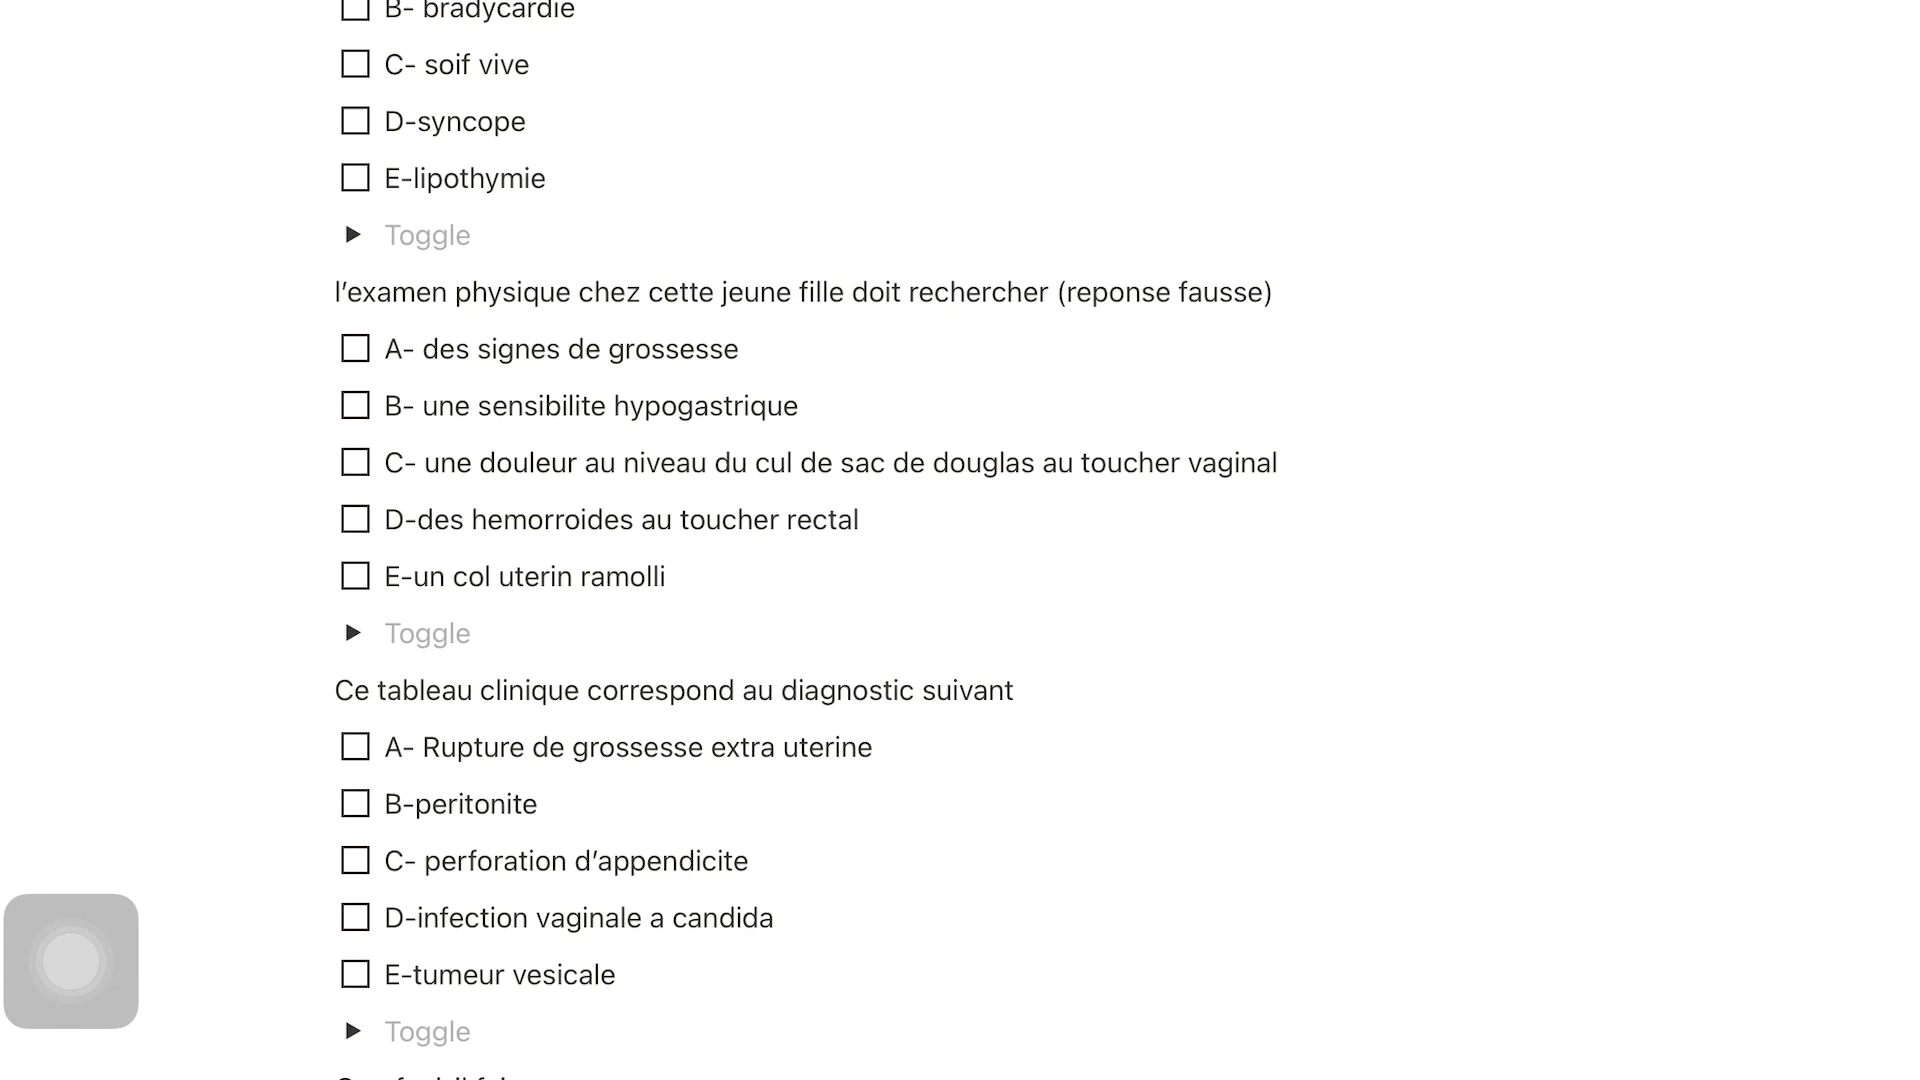 B- bradycardie
C- soif vive
D-syncope
E-lipothymie
Toggle
l’examen physique chez cette jeune fille doit rechercher (reponse fausse)
A- des signes de grossesse
B- une sensibilite hypogastrique
C- une douleur au niveau du cul de sac de douglas au toucher vaginal
D-des hemorroides au toucher rectal
E-un col uterin ramolli
Toggle
Ce tableau clinique correspond au diagnostic suivant
A- Rupture de grossesse extra uterine
B-peritonite
C- perforation d’appendicite
D-infection vaginale a candida
E-tumeur vesicale
Toggle